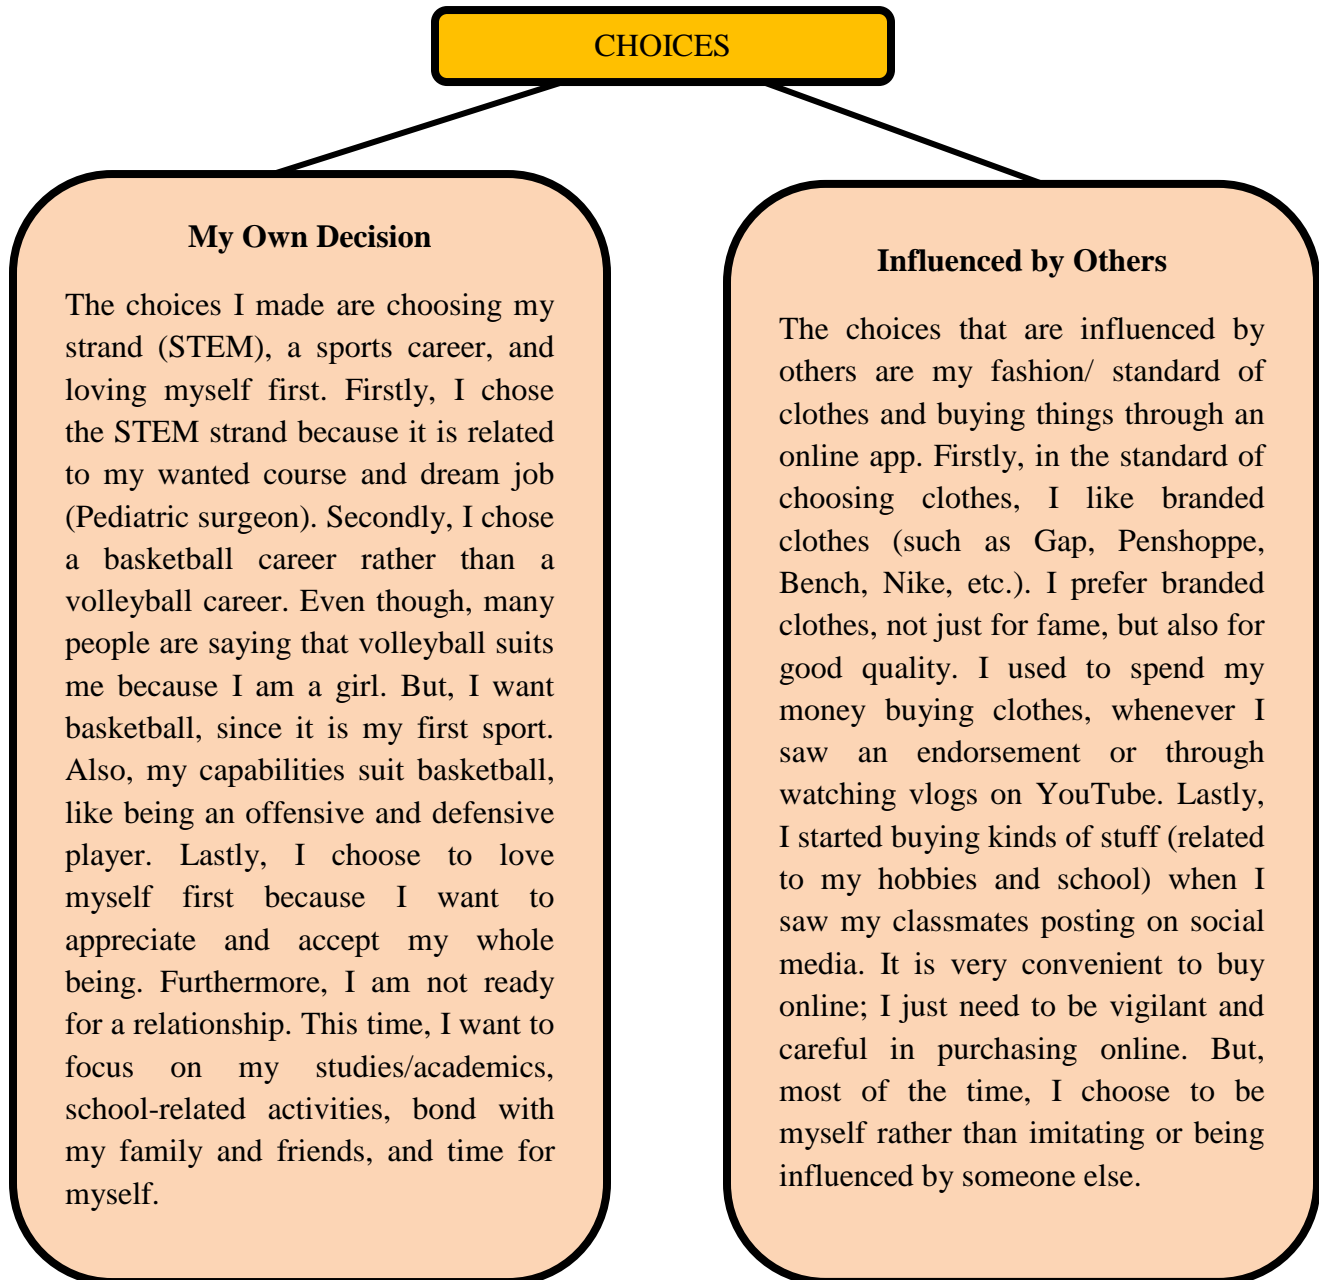 CHOICES
My Own Decision
The choices I made are choosing my
strand (STEM), a sports career, and
loving myself first. Firstly, I chose
the STEM strand because it is related
to my wanted course and dream job
(Pediatric surgeon). Secondly, I chose
a basketball career rather than a
volleyball career. Even though, many
people are saying that volleyball suits
me because I am a girl. But, I want
basketball, since it is my first sport.
Also, my capabilities suit basketball,
like being an offensive and defensive
player. Lastly, I choose to love
myself first because I want to
appreciate and accept my whole
being. Furthermore, I am not ready
for a relationship. This time, I want to
focus on my studies/academics,
school-related activities, bond with
my family and friends, and time for
myself.
Influenced by Others
The choices that are influenced by
others are my fashion/ standard of
clothes and buying things through an
online app. Firstly, in the standard of
choosing clothes, I like branded
clothes (such as Gap, Penshoppe,
Bench, Nike, etc.). I prefer branded
clothes, not just for fame, but also for
good quality. I used to spend my
money buying clothes, whenever I
saw an endorsement or through
watching vlogs on YouTube. Lastly,
I started buying kinds of stuff (related
to my hobbies and school) when I
saw my classmates posting on social
media. It is very convenient to buy
online; I just need to be vigilant and
careful in purchasing online. But,
most of the time, I choose to be
myself rather than imitating or being
influenced by someone else.